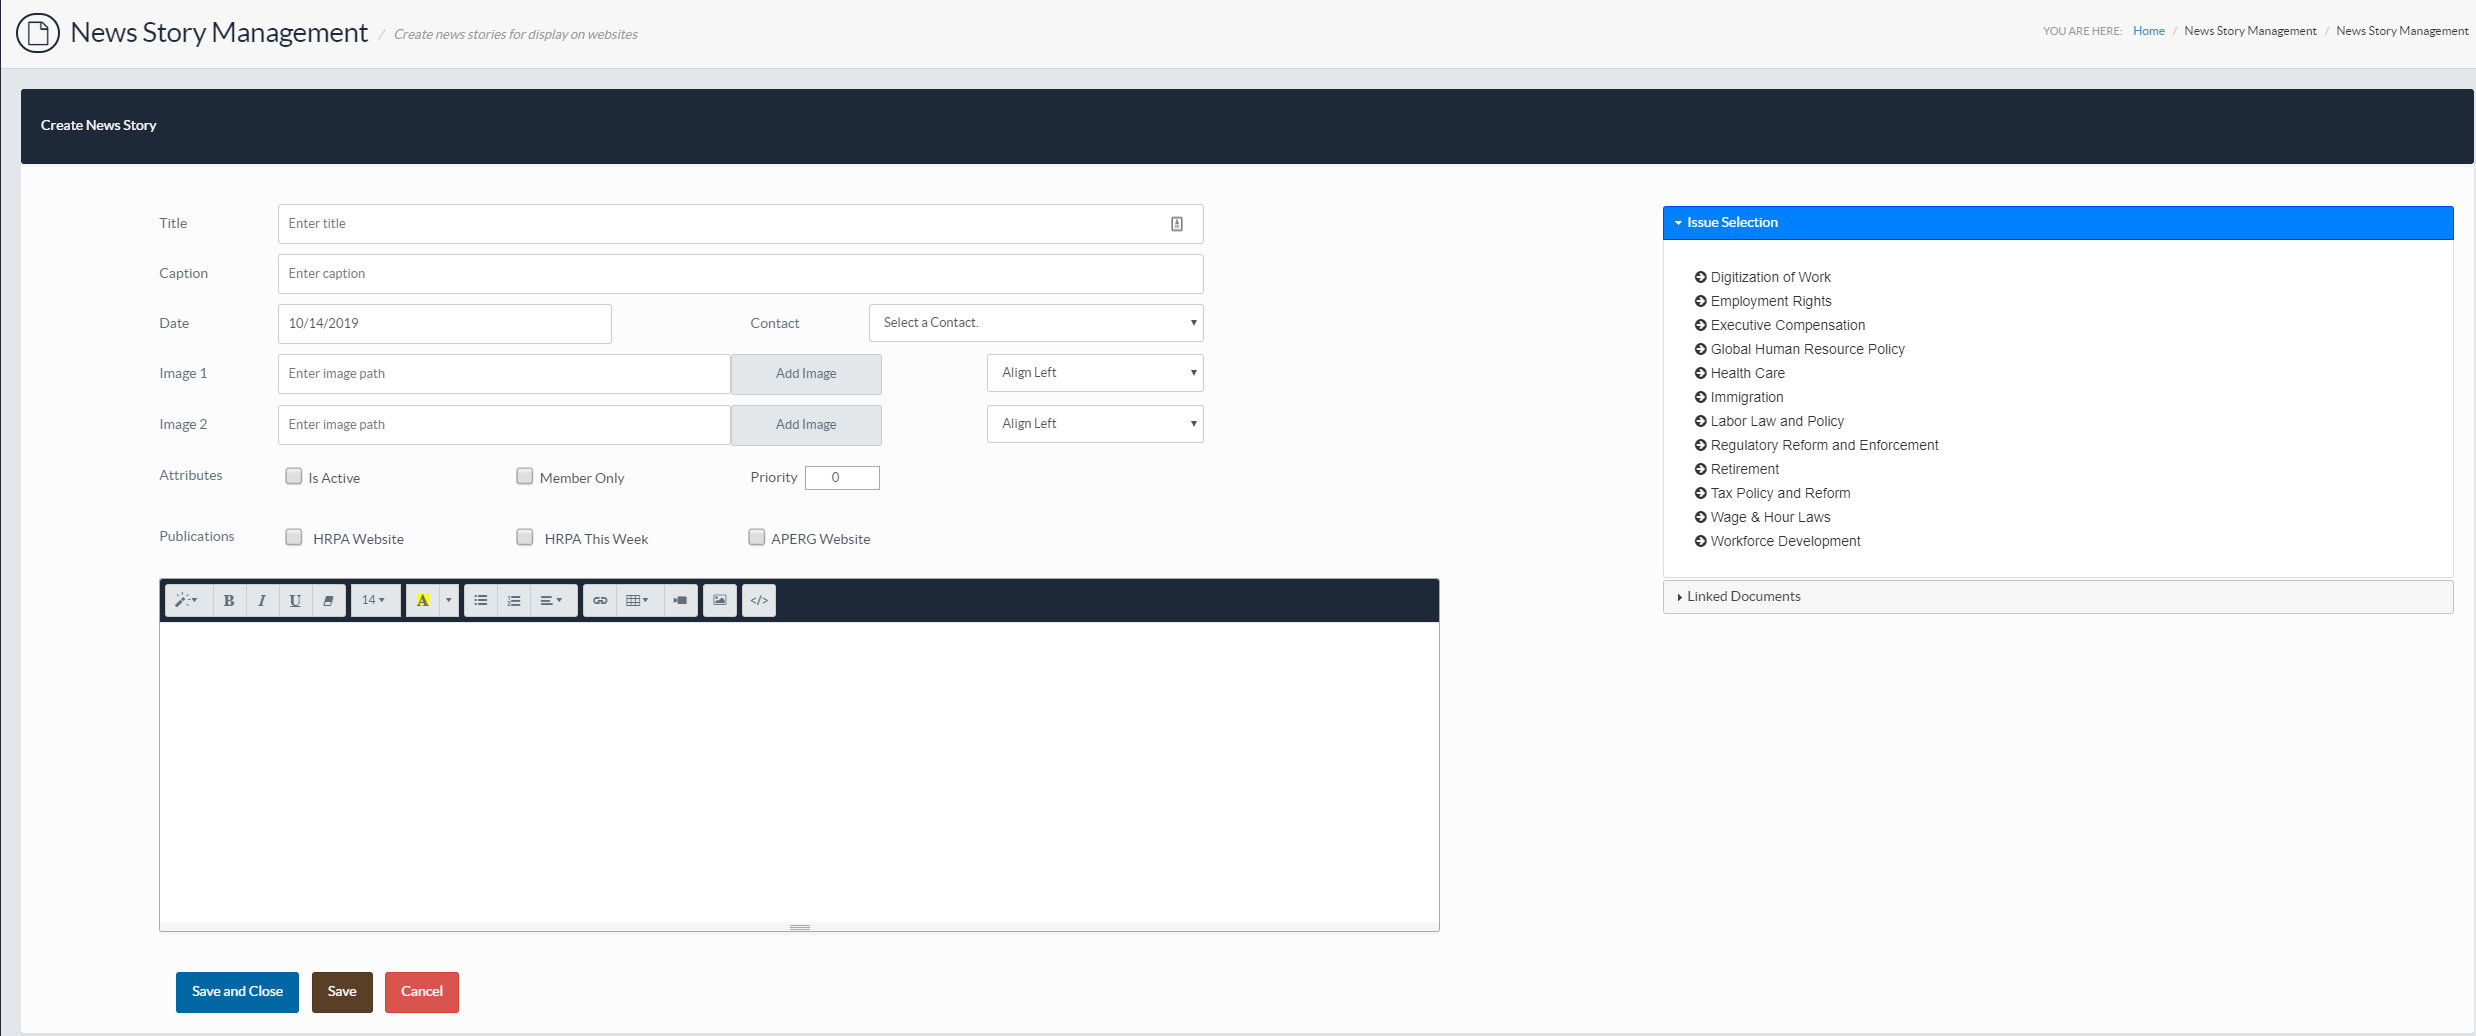 News Story Management / Create news stories for display on websites
YOU ARE HERE: Home / News Story Management / News Story Management
Create News Story
Title
Enter title
Caption
Enter caption
Date
10/14/2019
Contact
Select a Contact.
Image 1
Enter image path
Add Image
Align Left
Image 2
Enter image path
Add Image
Align Left
Attributes
Is Active
Member Only
Priority
0
Publications
HRPA Website
HRPA This Week
APERG Website
B I U 14 A </>
Save and Close
Save
Cancel
Issue Selection
Digitization of Work
Employment Rights
Executive Compensation
Global Human Resource Policy
Health Care
Immigration
Labor Law and Policy
Regulatory Reform and Enforcement
Retirement
Tax Policy and Reform
Wage & Hour Laws
Workforce Development
Linked Documents